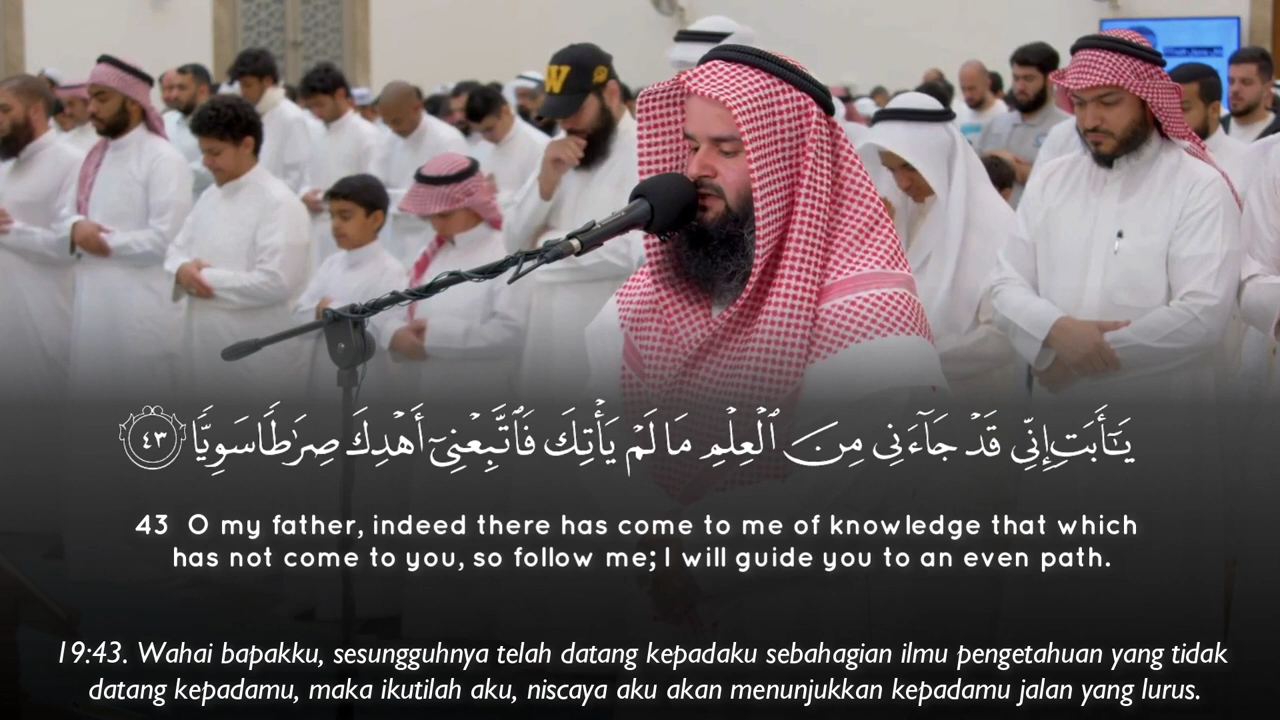 W
يَٰٓأَبَتِ إِنِّى قَدْ جَآءَنِى مِنَ ٱلْعِلْمِ مَا لَمْ يَأْتِكَ فَٱتَّبِعْنِىٓ أَهْدِكَ صِرَٰطًا سَوِيًّا ٤٣
43 O my father, indeed there has come to me of knowledge that which
has not come to you, so follow me; I will guide you to an even path.
19:43. Wahai bapakku, sesungguhnya telah datang kepadaku sebahagian ilmu pengetahuan yang tidak
datang kepadamu, maka ikutilah aku, niscaya aku akan menunjukkan kepadamu jalan yang lurus.